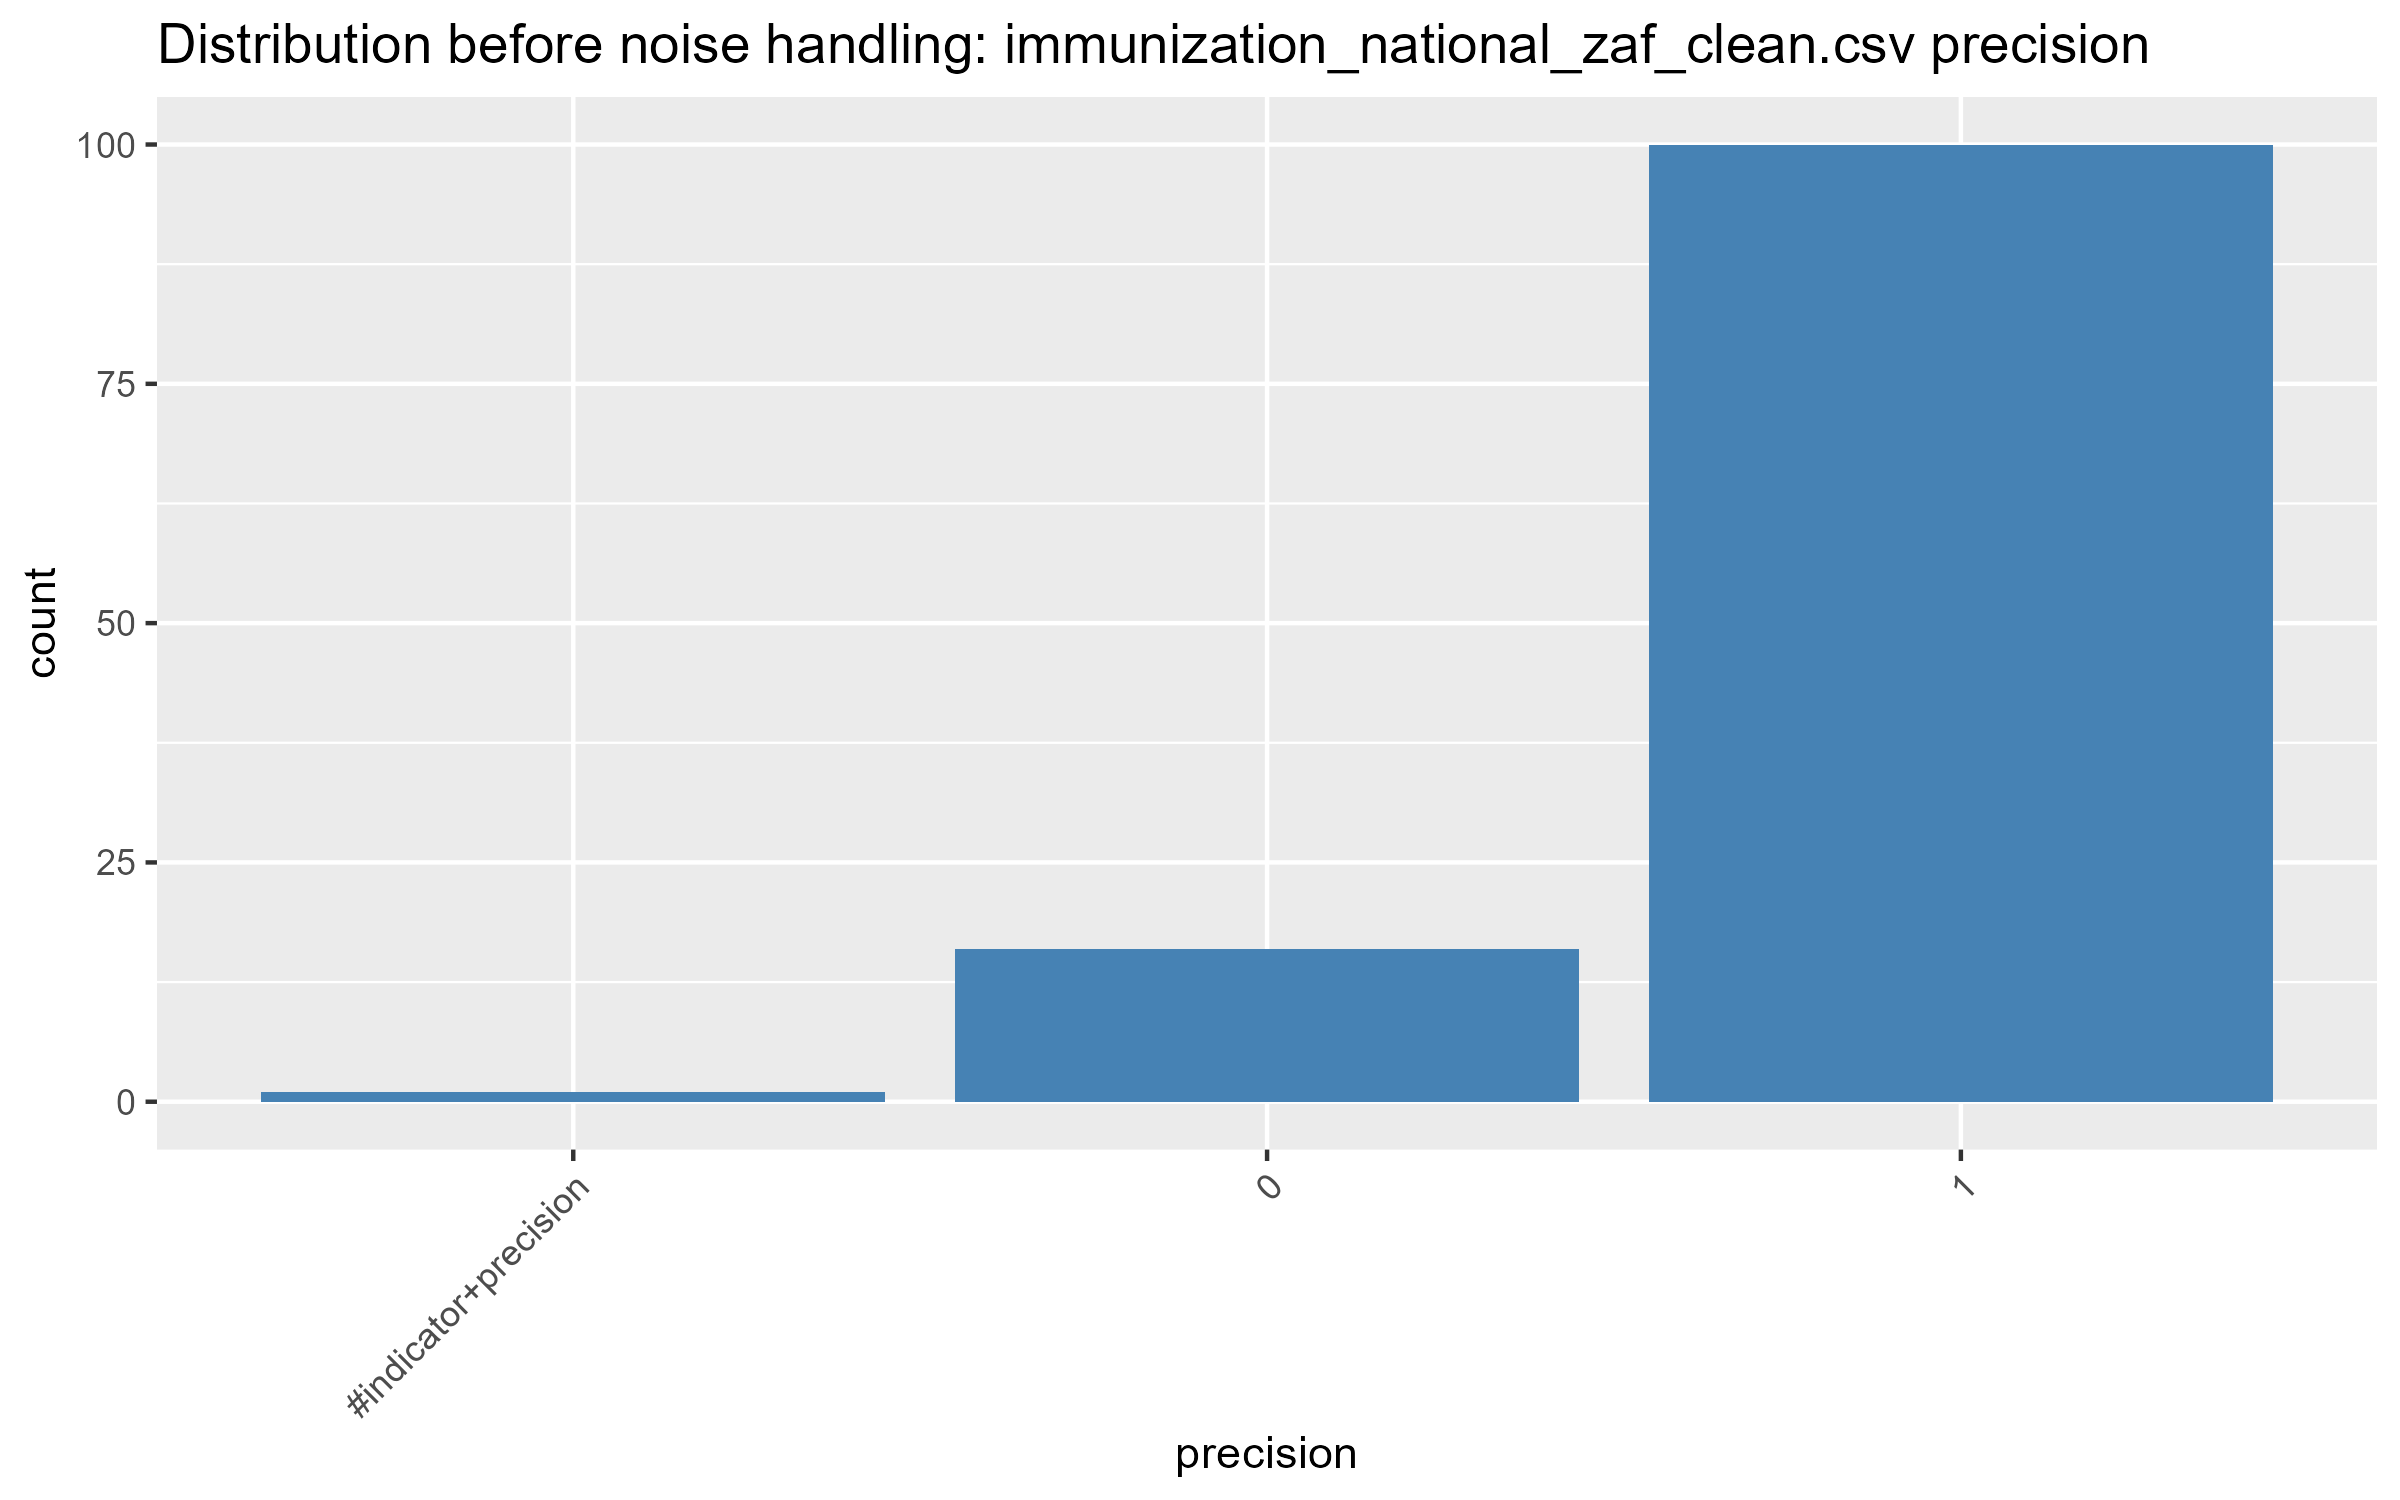 Distribution before noise handling: immunization_national_zaf_clean.csv precision
100
75
50
25
0
count
#indicator+precision
0
1
precision